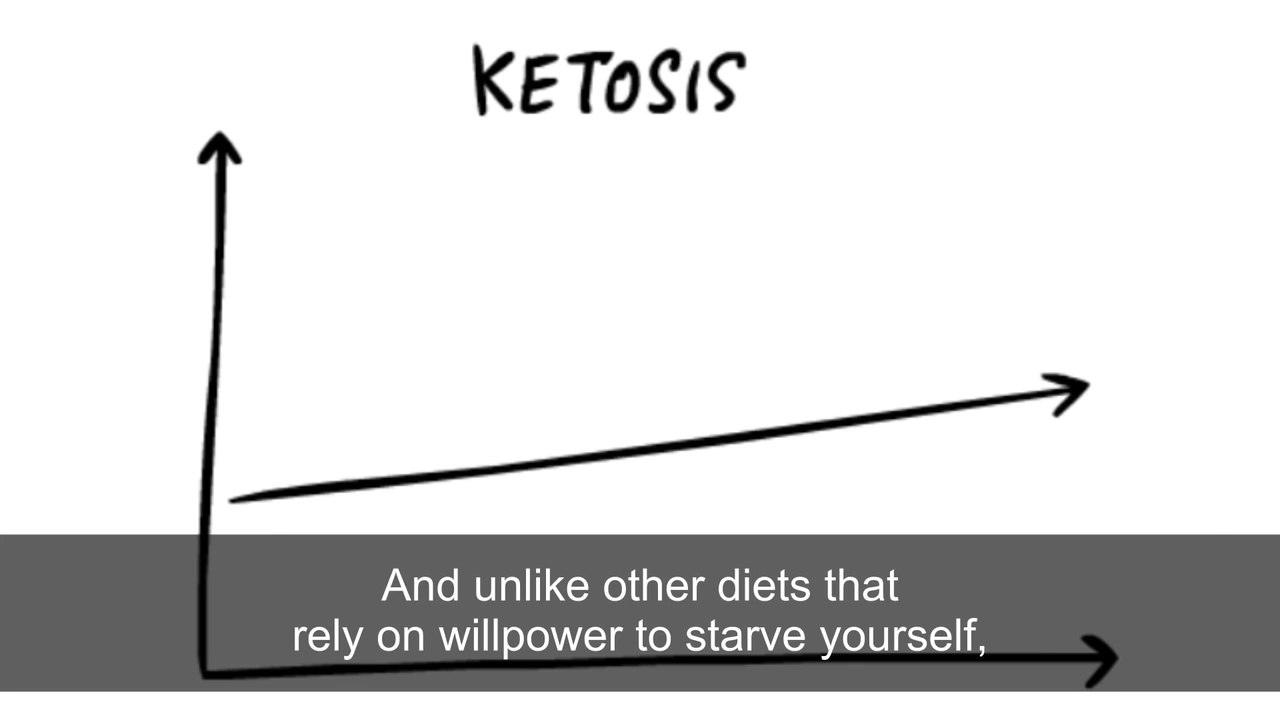 KETOSIS
And unlike other diets that
rely on willpower to starve yourself,